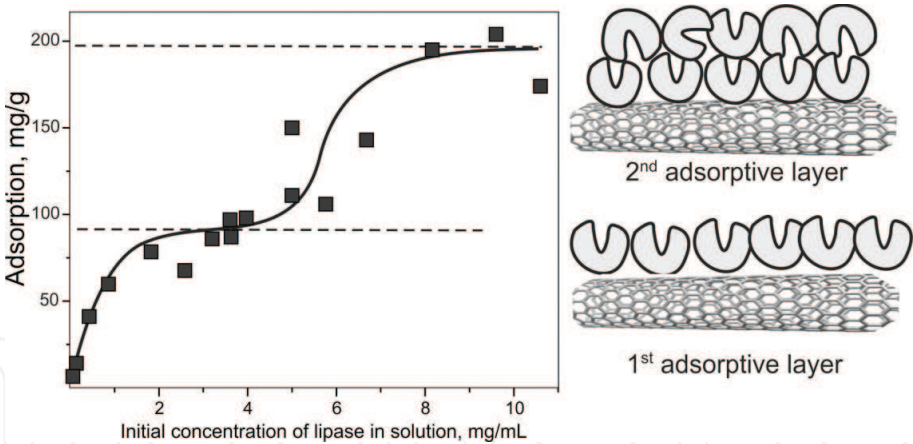 Adsorption, mg/g
200
150
100
50
2 4 6 8 10
Initial concentration of lipase in solution, mg/mL
2nd adsorptive layer
1st adsorptive layer